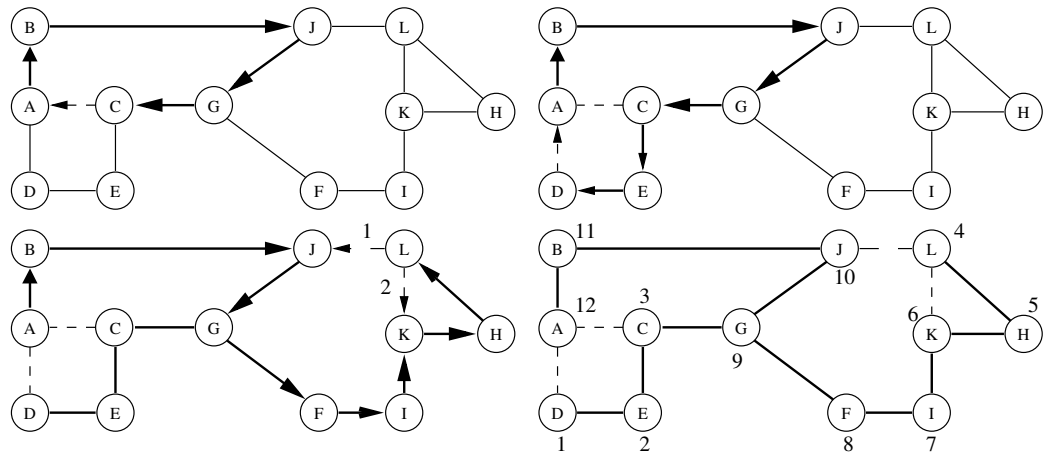 B J L B J L
A C G K H A C G K H
D E F I D E F I
B J 1 L B 11 J 10 L 4
2
A C G K H A 12 C 3 G 9 K 6 H 5
D E F I D E F I
1 2 8 7